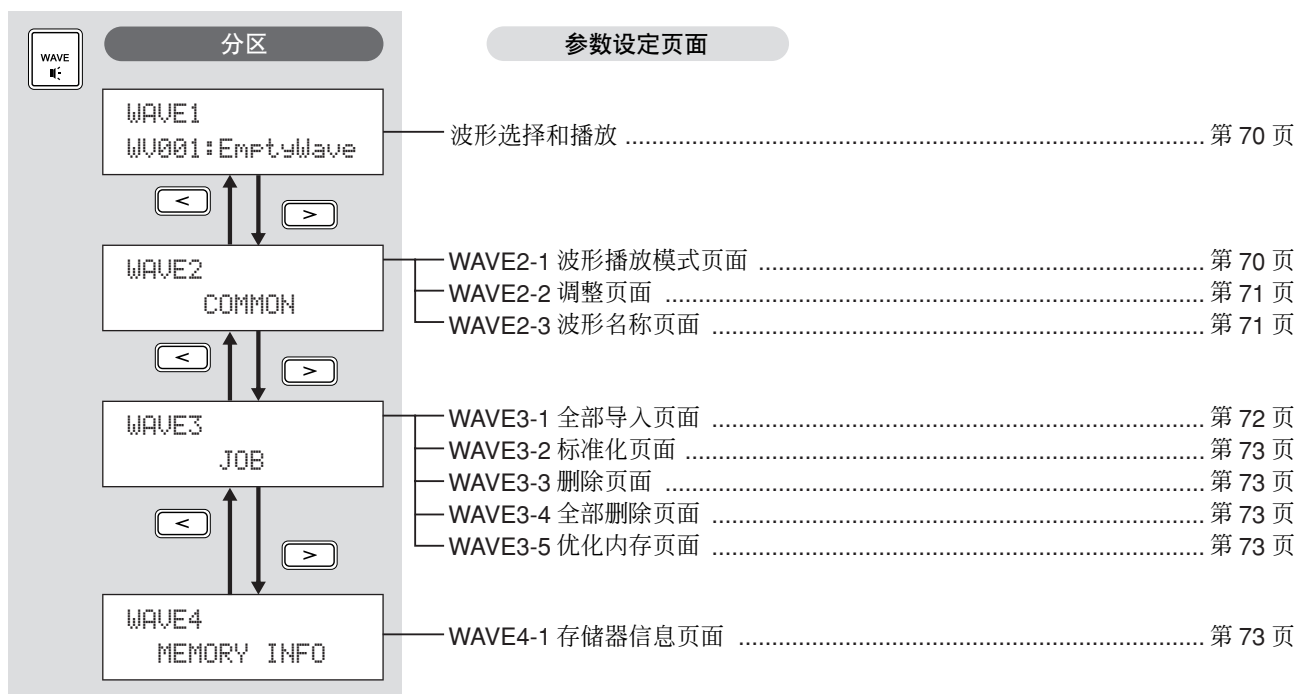 WAVE
分区
参数设定页面
WAVE1
WV001:EmptyWave
波形选择和播放 ........ 第 70 页
<
>
WAVE2
COMMON
WAVE2-1 波形播放模式页面 ........ 第 70 页
WAVE2-2 调整页面 ........ 第 71 页
WAVE2-3 波形名称页面 ........ 第 71 页
<
>
WAVE3
JOB
WAVE3-1 全部导入页面 ........ 第 72 页
WAVE3-2 标准化页面 ........ 第 73 页
WAVE3-3 删除页面 ........ 第 73 页
WAVE3-4 全部删除页面 ........ 第 73 页
WAVE3-5 优化内存页面 ........ 第 73 页
<
>
WAVE4
MEMORY INFO
WAVE4-1 存储器信息页面 ........ 第 73 页